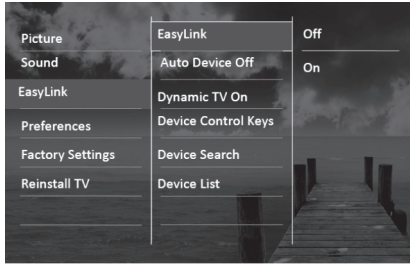 Picture
Sound
EasyLink
Preferences
Factory Settings
Reinstall TV
EasyLink
Auto Device Off
Dynamic TV On
Device Control Keys
Device Search
Device List
Off
On